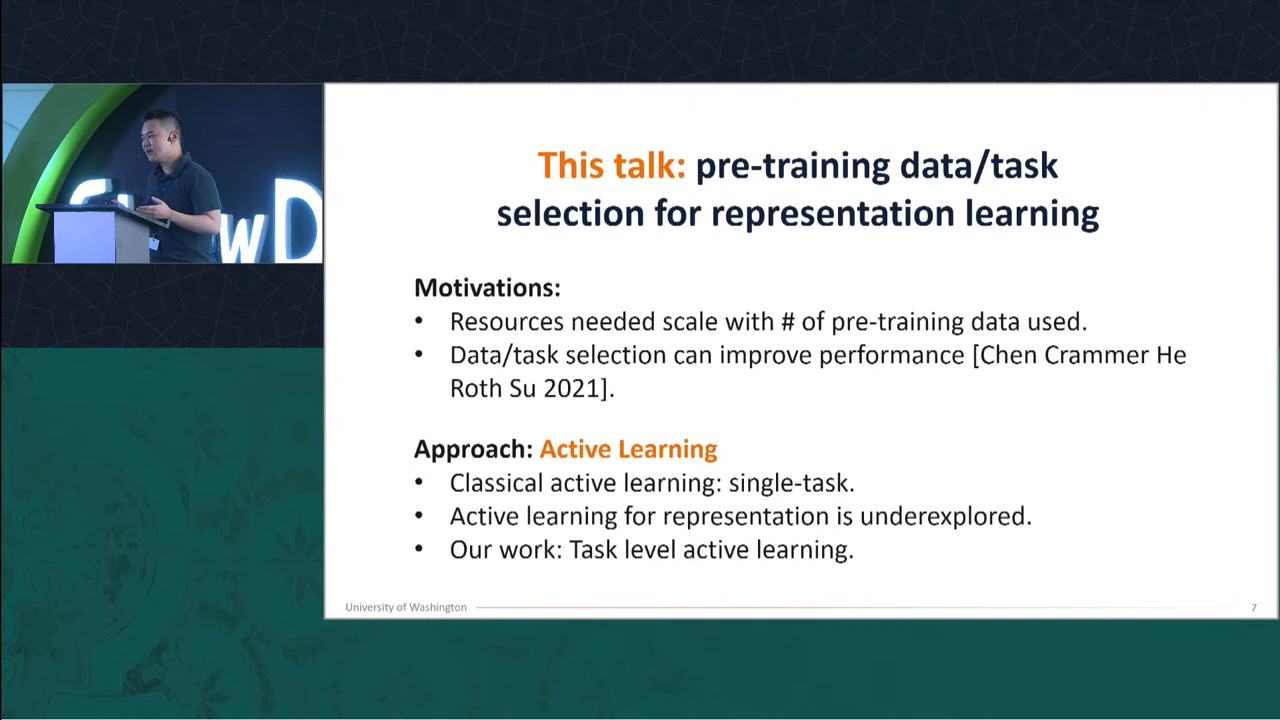 This talk: pre-training data/task
selection for representation learning
Motivations:
• Resources needed scale with # of pre-training data used.
• Data/task selection can improve performance [Chen Crammer He
Roth Su 2021].
Approach: Active Learning
• Classical active learning: single-task.
• Active learning for representation is underexplored.
• Our work: Task level active learning.
University of Washington
7